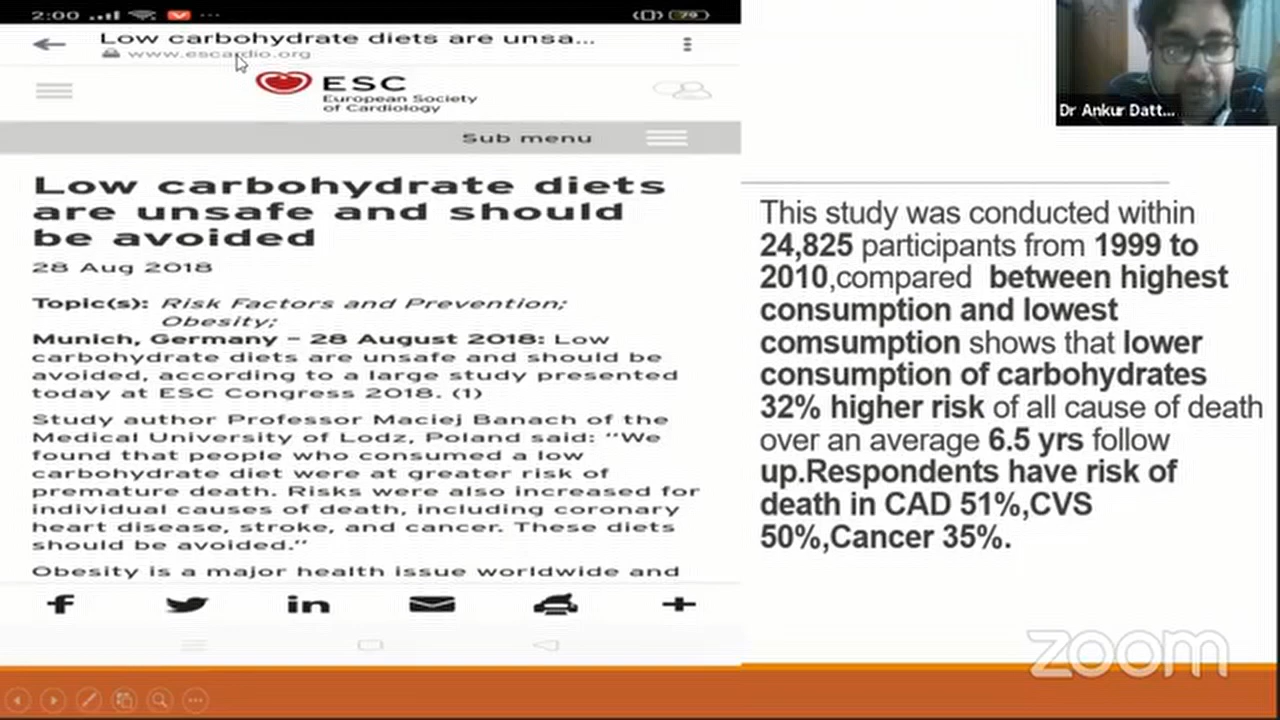 2:00
79
Low carbohydrate diets are unsa...
www.escardio.org
ESC
European Society
of Cardiology
Sub menu
Low carbohydrate diets
are unsafe and should
be avoided
28 Aug 2018
Topic(s): Risk Factors and Prevention;
Obesity;
Munich, Germany – 28 August 2018: Low
carbohydrate diets are unsafe and should be
avoided, according to a large study presented
today at ESC Congress 2018. (1)
Study author Professor Maciej Banach of the
Medical University of Lodz, Poland said: “We
found that people who consumed a low
carbohydrate diet were at greater risk of
premature death. Risks were also increased for
individual causes of death, including coronary
heart disease, stroke, and cancer. These diets
should be avoided.”
Obesity is a major health issue worldwide and
Dr Ankur Datt...
This study was conducted within
24,825 participants from 1999 to
2010,compared between highest
consumption and lowest
comsumption shows that lower
consumption of carbohydrates
32% higher risk of all cause of death
over an average 6.5 yrs follow
up.Respondents have risk of
death in CAD 51%,CVS
50%,Cancer 35%.
zoom